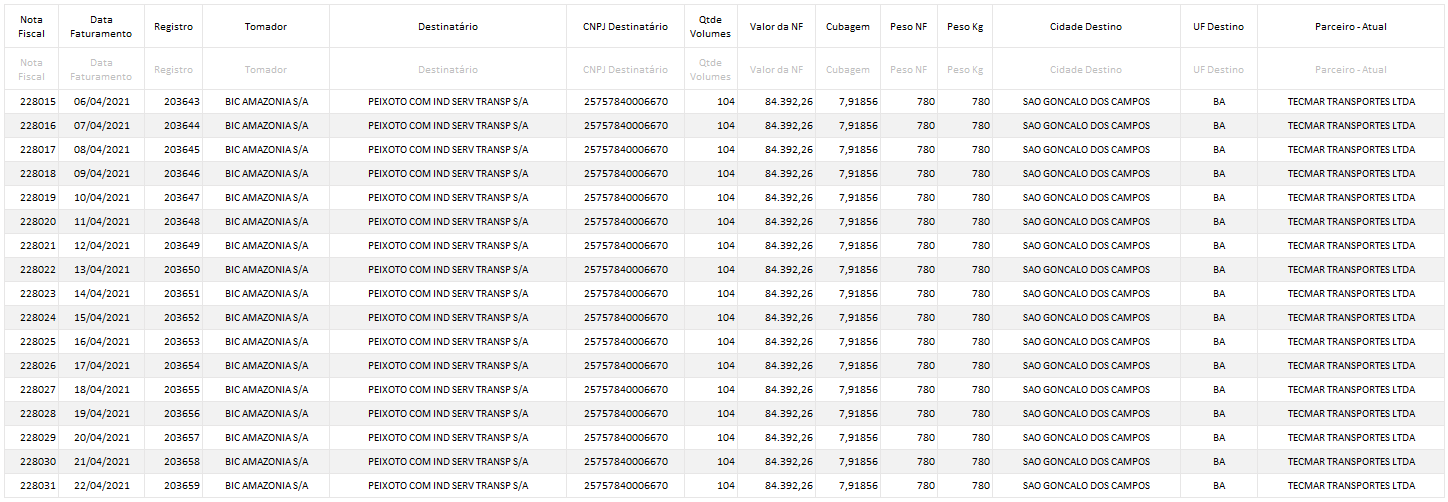 Nota Fiscal Data Faturamento Registro Tomador Destinatário CNPJ Destinatário Qtde Volumes Valor da NF Cubagem Peso NF Peso Kg Cidade Destino UF Destino Parceiro - Atual
Nota Fiscal Data Faturamento Registro Tomador Destinatário CNPJ Destinatário Qtde Volumes Valor da NF Cubagem Peso NF Peso Kg Cidade Destino UF Destino Parceiro - Atual
228015 06/04/2021 203643 BIC AMAZONIA S/A PEIXOTO COM IND SERV TRANSP S/A 25757840006670 104 84.392,26 7,91856 780 780 SAO GONCALO DOS CAMPOS BA TECMAR TRANSPORTES LTDA
228016 07/04/2021 203644 BIC AMAZONIA S/A PEIXOTO COM IND SERV TRANSP S/A 25757840006670 104 84.392,26 7,91856 780 780 SAO GONCALO DOS CAMPOS BA TECMAR TRANSPORTES LTDA
228017 08/04/2021 203645 BIC AMAZONIA S/A PEIXOTO COM IND SERV TRANSP S/A 25757840006670 104 84.392,26 7,91856 780 780 SAO GONCALO DOS CAMPOS BA TECMAR TRANSPORTES LTDA
228018 09/04/2021 203646 BIC AMAZONIA S/A PEIXOTO COM IND SERV TRANSP S/A 25757840006670 104 84.392,26 7,91856 780 780 SAO GONCALO DOS CAMPOS BA TECMAR TRANSPORTES LTDA
228019 10/04/2021 203647 BIC AMAZONIA S/A PEIXOTO COM IND SERV TRANSP S/A 25757840006670 104 84.392,26 7,91856 780 780 SAO GONCALO DOS CAMPOS BA TECMAR TRANSPORTES LTDA
228020 11/04/2021 203648 BIC AMAZONIA S/A PEIXOTO COM IND SERV TRANSP S/A 25757840006670 104 84.392,26 7,91856 780 780 SAO GONCALO DOS CAMPOS BA TECMAR TRANSPORTES LTDA
228021 12/04/2021 203649 BIC AMAZONIA S/A PEIXOTO COM IND SERV TRANSP S/A 25757840006670 104 84.392,26 7,91856 780 780 SAO GONCALO DOS CAMPOS BA TECMAR TRANSPORTES LTDA
228022 13/04/2021 203650 BIC AMAZONIA S/A PEIXOTO COM IND SERV TRANSP S/A 25757840006670 104 84.392,26 7,91856 780 780 SAO GONCALO DOS CAMPOS BA TECMAR TRANSPORTES LTDA
228023 14/04/2021 203651 BIC AMAZONIA S/A PEIXOTO COM IND SERV TRANSP S/A 25757840006670 104 84.392,26 7,91856 780 780 SAO GONCALO DOS CAMPOS BA TECMAR TRANSPORTES LTDA
228024 15/04/2021 203652 BIC AMAZONIA S/A PEIXOTO COM IND SERV TRANSP S/A 25757840006670 104 84.392,26 7,91856 780 780 SAO GONCALO DOS CAMPOS BA TECMAR TRANSPORTES LTDA
228025 16/04/2021 203653 BIC AMAZONIA S/A PEIXOTO COM IND SERV TRANSP S/A 25757840006670 104 84.392,26 7,91856 780 780 SAO GONCALO DOS CAMPOS BA TECMAR TRANSPORTES LTDA
228026 17/04/2021 203654 BIC AMAZONIA S/A PEIXOTO COM IND SERV TRANSP S/A 25757840006670 104 84.392,26 7,91856 780 780 SAO GONCALO DOS CAMPOS BA TECMAR TRANSPORTES LTDA
228027 18/04/2021 203655 BIC AMAZONIA S/A PEIXOTO COM IND SERV TRANSP S/A 25757840006670 104 84.392,26 7,91856 780 780 SAO GONCALO DOS CAMPOS BA TECMAR TRANSPORTES LTDA
228028 19/04/2021 203656 BIC AMAZONIA S/A PEIXOTO COM IND SERV TRANSP S/A 25757840006670 104 84.392,26 7,91856 780 780 SAO GONCALO DOS CAMPOS BA TECMAR TRANSPORTES LTDA
228029 20/04/2021 203657 BIC AMAZONIA S/A PEIXOTO COM IND SERV TRANSP S/A 25757840006670 104 84.392,26 7,91856 780 780 SAO GONCALO DOS CAMPOS BA TECMAR TRANSPORTES LTDA
228030 21/04/2021 203658 BIC AMAZONIA S/A PEIXOTO COM IND SERV TRANSP S/A 25757840006670 104 84.392,26 7,91856 780 780 SAO GONCALO DOS CAMPOS BA TECMAR TRANSPORTES LTDA
228031 22/04/2021 203659 BIC AMAZONIA S/A PEIXOTO COM IND SERV TRANSP S/A 25757840006670 104 84.392,26 7,91856 780 780 SAO GONCALO DOS CAMPOS BA TECMAR TRANSPORTES LTDA